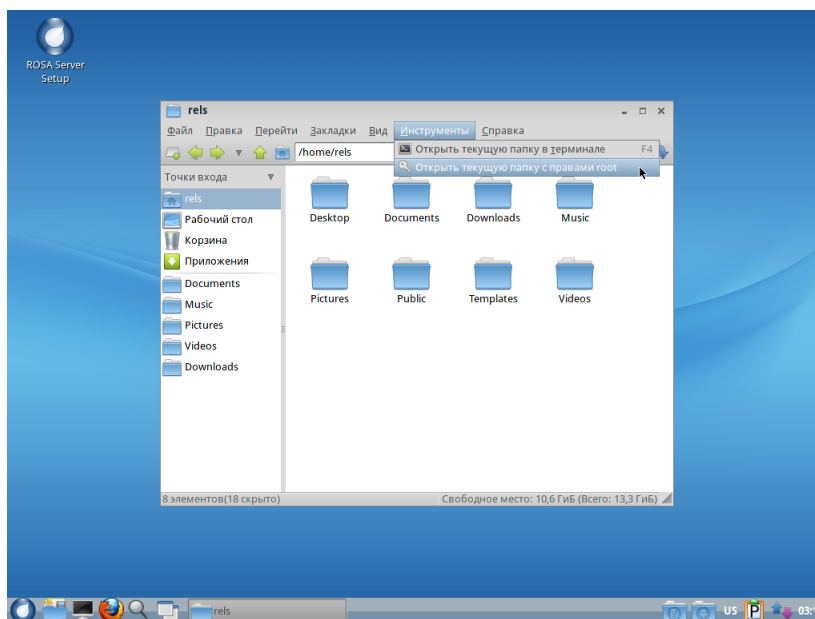 ROSA Server
Setup
rels
Файл Правка Перейти Закладки Вид Инструменты Справка
/home/rels
Открыть текущую папку в терминале F4
Открыть текущую папку с правами root
Точки входа
rels
Рабочий стол
Корзина
Приложения
Documents
Music
Pictures
Videos
Downloads
Desktop Documents Downloads Music
Pictures Public Templates Videos
8 элементов(18 скрыто) Свободное место: 10,6 ГиБ (Всего: 13,3 ГиБ)
rels US P 03: